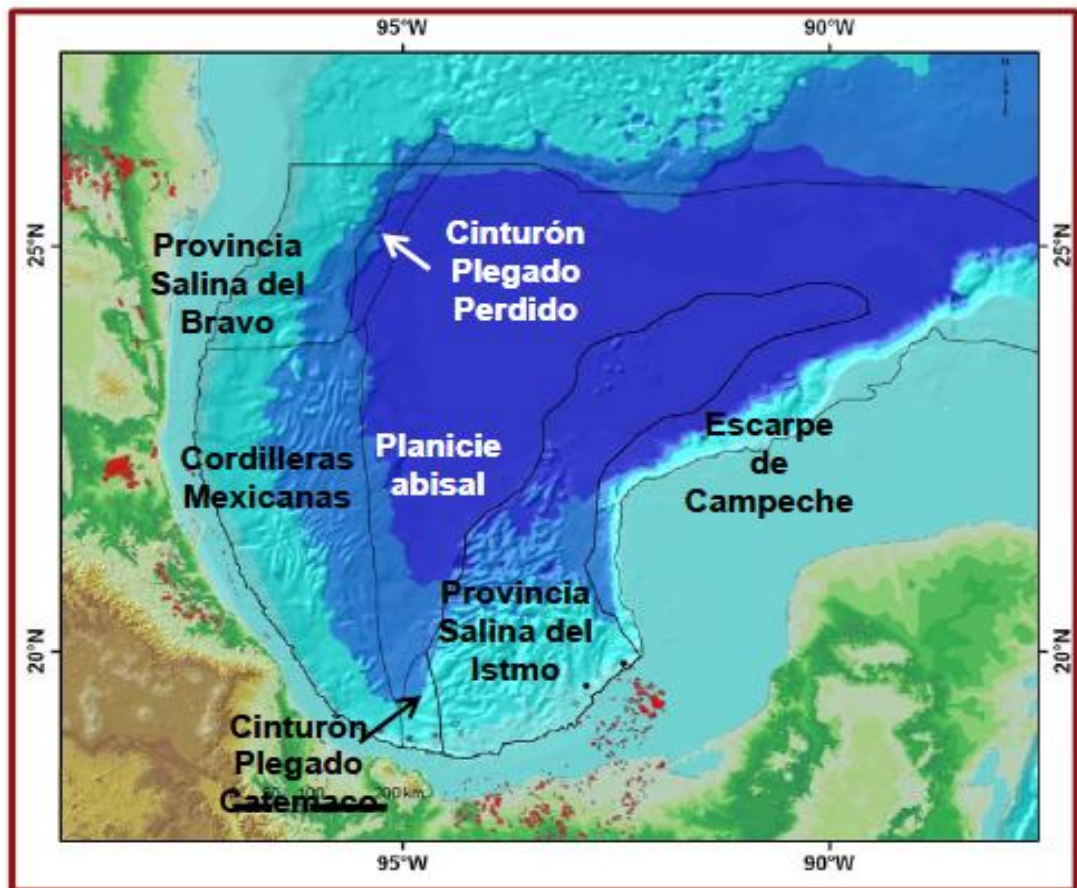 95°W 90°W
25°N 25°N
Provincia
Salina del
Bravo
Cinturón
Plegado
Perdido
Cordilleras
Mexicanas
Planicie
abisal
Escarpe
de
Campeche
Provincia
Salina del
Istmo
20°N 20°N
Cinturón
Plegado
Catemaco
100 200 km.
95°W 90°W